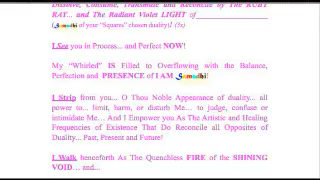 Dissolve, Consume, Transmute and Reconcile by The RUBY
RAY... and The Radiant Violet LIGHT of
(Samadhi of your "Squares" chosen duality)! (3x)
I See you in Process... and Perfect NOW!
My "Whirled" IS Filled to Overflowing with the Balance,
Perfection and PRESENCE of I AM Samadhi!
I Strip from you... O Thou Noble Appearance of duality... all
power to... limit, harm, or disturb Me... to judge, confuse or
intimidate Me... And I Empower you As The Artistic and Healing
Frequencies of Existence That Do Reconcile all Opposites of
Duality... Past, Present and Future!
I Walk henceforth As The Quenchless FIRE of the SHINING
VOID... and...